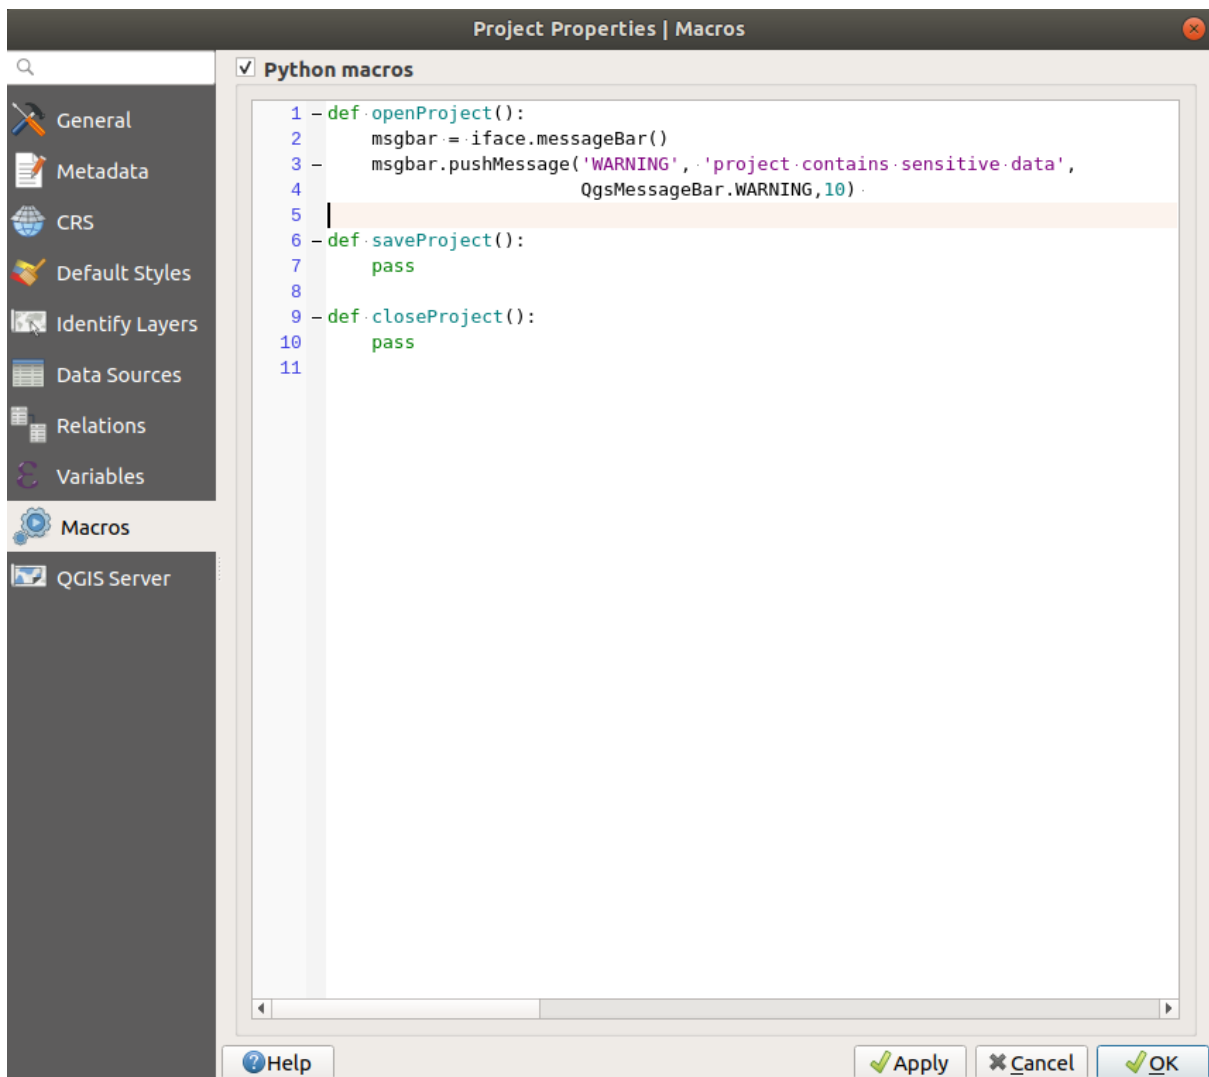 Project Properties | Macros
General
Metadata
CRS
Default Styles
Identify Layers
Data Sources
Relations
Variables
Macros
QGIS Server
Python macros
1 def openProject():
2     msgbar = iface.messageBar()
3     msgbar.pushMessage('WARNING', 'project contains sensitive data',
4                        QgsMessageBar.WARNING,10)
5
6 def saveProject():
7     pass
8
9 def closeProject():
10     pass
11
Help
Apply
Cancel
OK